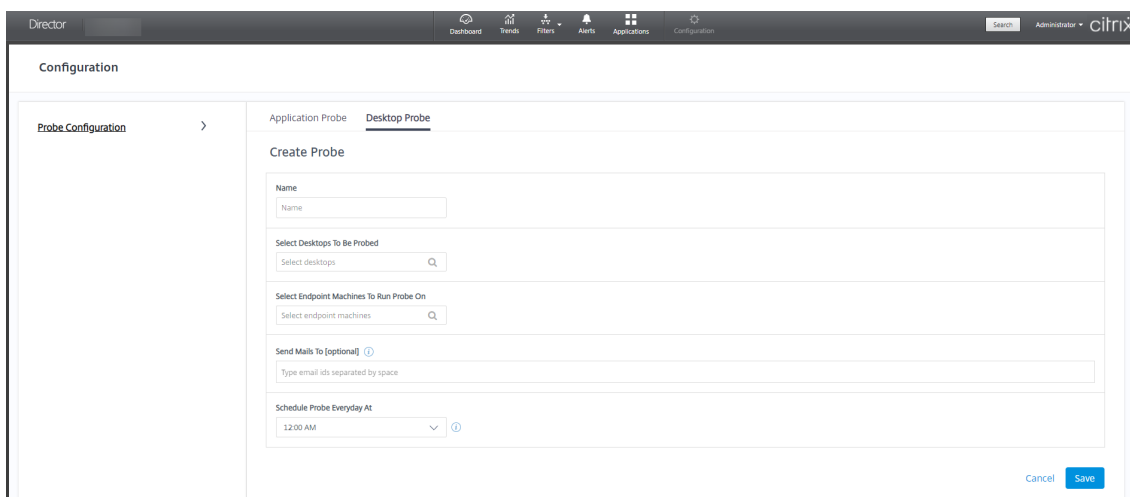 Director
Dashboard Trends Filters Alerts Applications Configuration
Search Administrator citrix
Configuration
Probe Configuration
Application Probe Desktop Probe
Create Probe
Name
Name
Select Desktops To Be Probed
Select desktops
Select Endpoint Machines To Run Probe On
Select endpoint machines
Send Mails To [optional]
Type email ids separated by space
Schedule Probe Everyday At
12:00 AM
Cancel Save